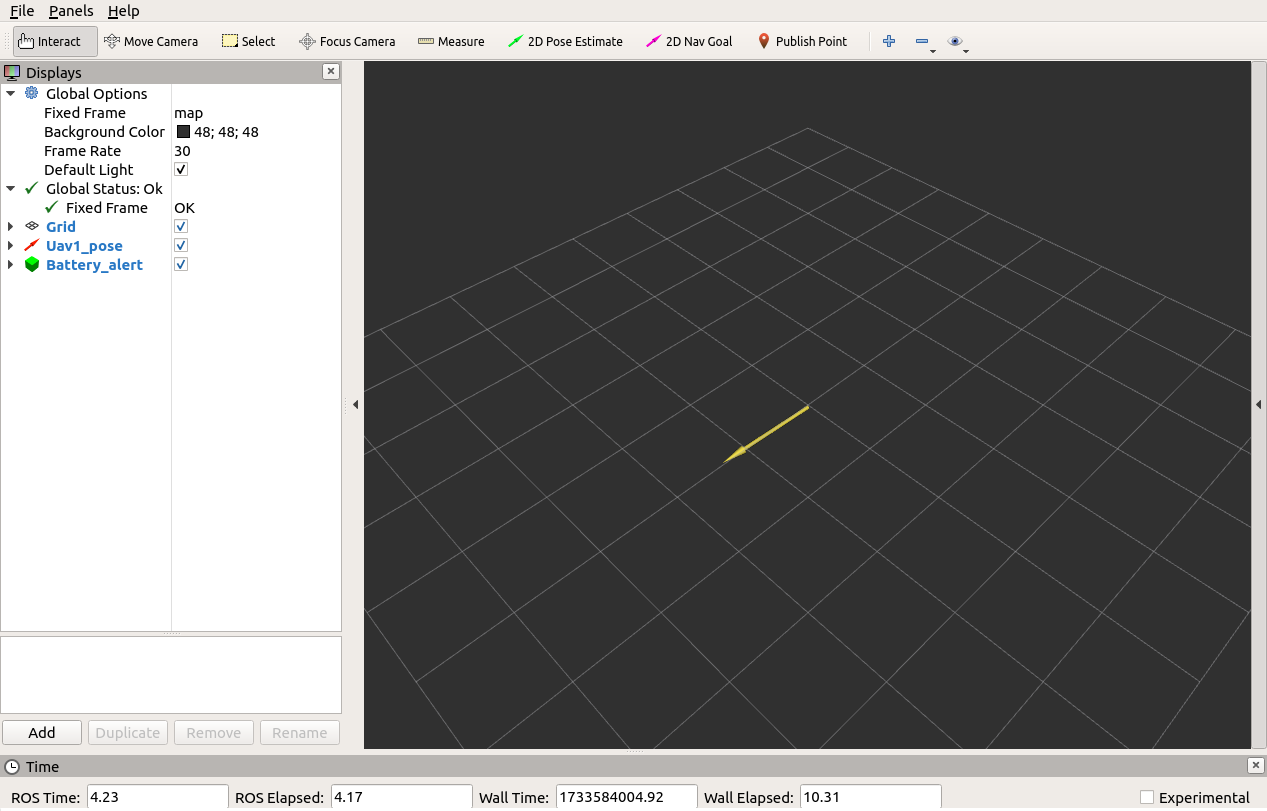 File Panels Help
Interact Move Camera Select Focus Camera Measure 2D Pose Estimate 2D Nav Goal Publish Point
Displays
Global Options
Fixed Frame map
Background Color 48; 48; 48
Frame Rate 30
Default Light
Global Status: Ok
Fixed Frame OK
Grid
Uav1_pose
Battery_alert
Add Duplicate Remove Rename
Time
ROS Time: 4.23 ROS Elapsed: 4.17 Wall Time: 1733584004.92 Wall Elapsed: 10.31 Experimental